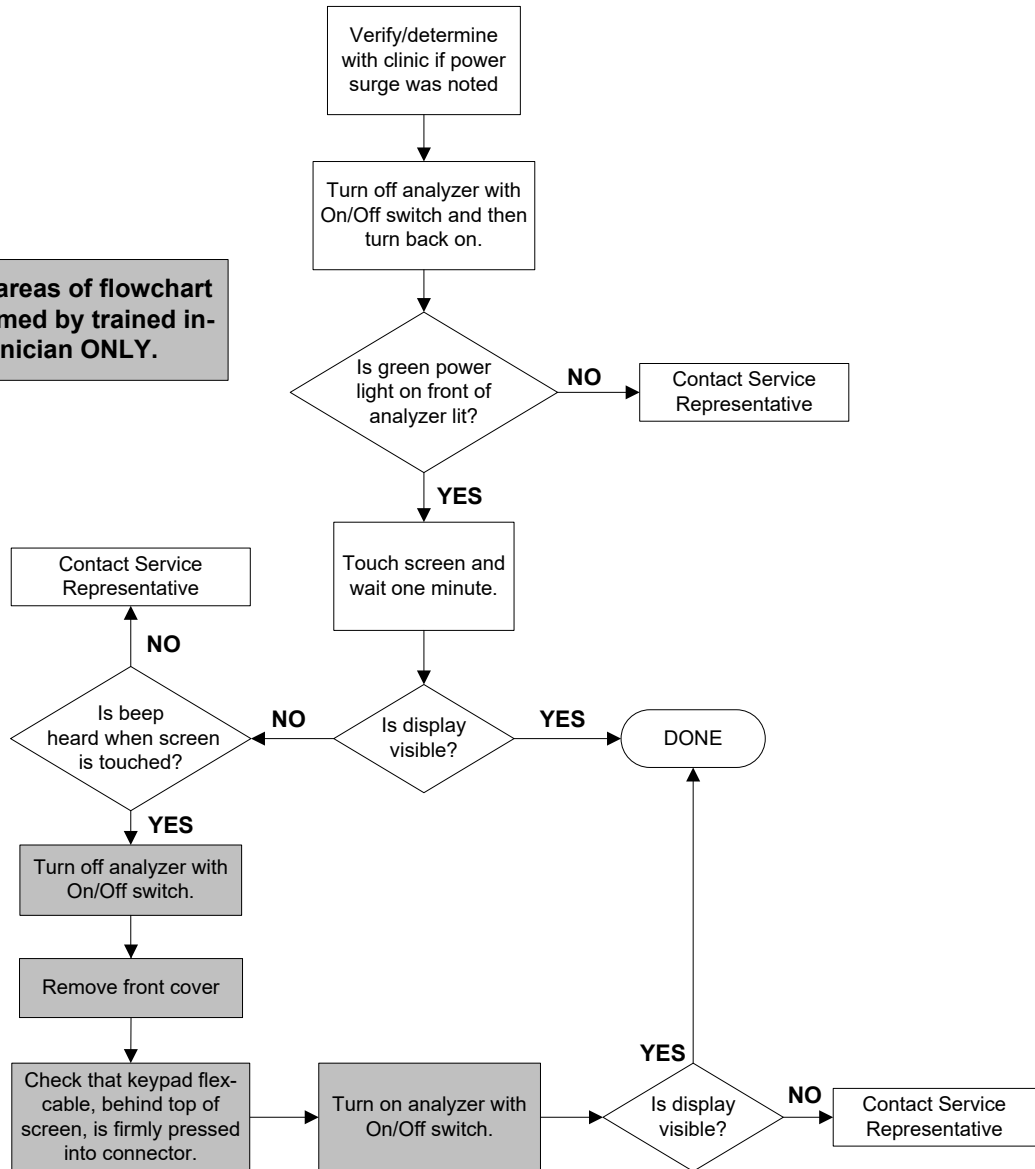 Verify/determine
with clinic if power
surge was noted
Turn off analyzer with
On/Off switch and then
turn back on.
areas of flowchart
med by trained in-
nician ONLY.
Is green power
light on front of
analyzer lit?
NO
Contact Service
Representative
YES
Touch screen and
wait one minute.
Contact Service
Representative
NO
Is beep
heard when screen
is touched?
NO
Is display
visible?
YES
DONE
YES
Turn off analyzer with
On/Off switch.
Remove front cover
Check that keypad flex-
cable, behind top of
screen, is firmly pressed
into connector.
Turn on analyzer with
On/Off switch.
YES
Is display
visible?
NO
Contact Service
Representative